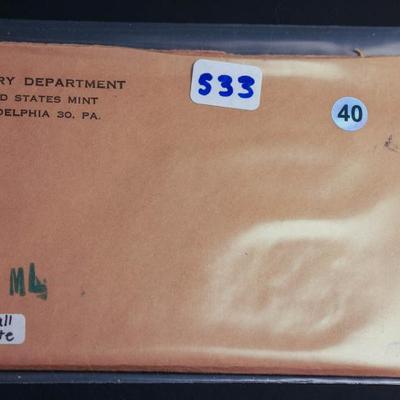 RY DEPARTMENT
D STATES MINT
DELPHIA 30, PA.
533
40
ML
all
te